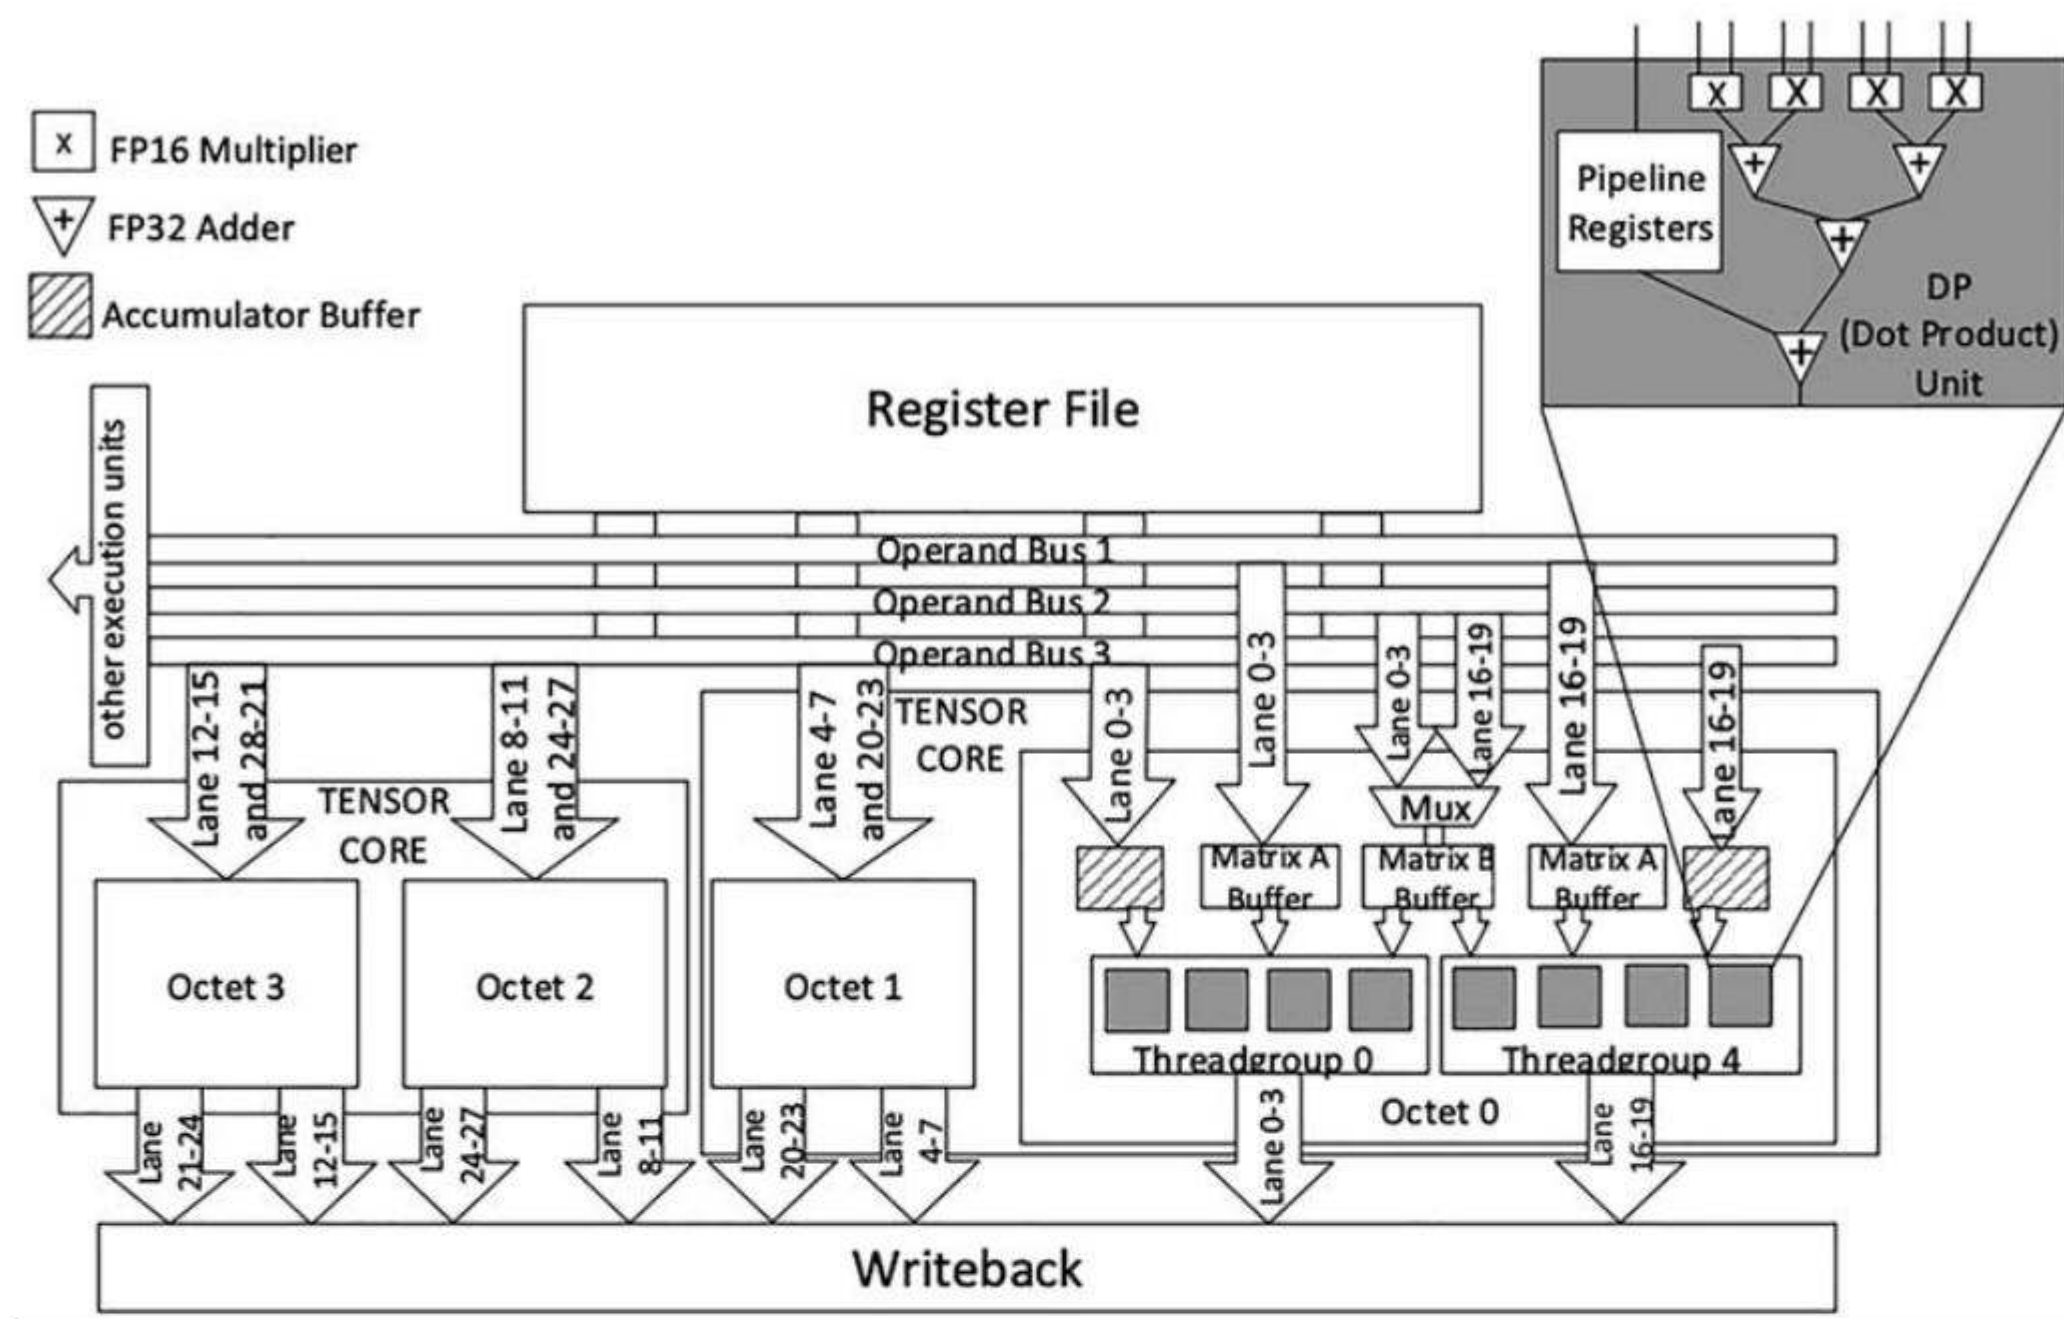 x FP16 Multiplier
+ FP32 Adder
Accumulator Buffer
X X X X
+ +
+
+
Pipeline
Registers
DP
(Dot Product)
Unit
Register File
other execution units
Operand Bus 1
Operand Bus 2
Operand Bus 3
Lane 12-15
and 28-21
Lane 8-11
and 24-27
Lane 4-7
and 20-23
Lane 0-3
Lane 0-3
Lane 0-3
Lane 16-19
Lane 16-19
Lane 16-19
TENSOR
CORE
TENSOR
CORE
Mux
Matrix A
Buffer
Matrix B
Buffer
Matrix A
Buffer
Octet 3
Octet 2
Octet 1
Threadgroup 0
Threadgroup 4
Octet 0
Lane
21-24
Lane
12-15
Lane
24-27
Lane
8-11
Lane
20-23
Lane
4-7
Lane 0-3
Lane
16-19
Writeback